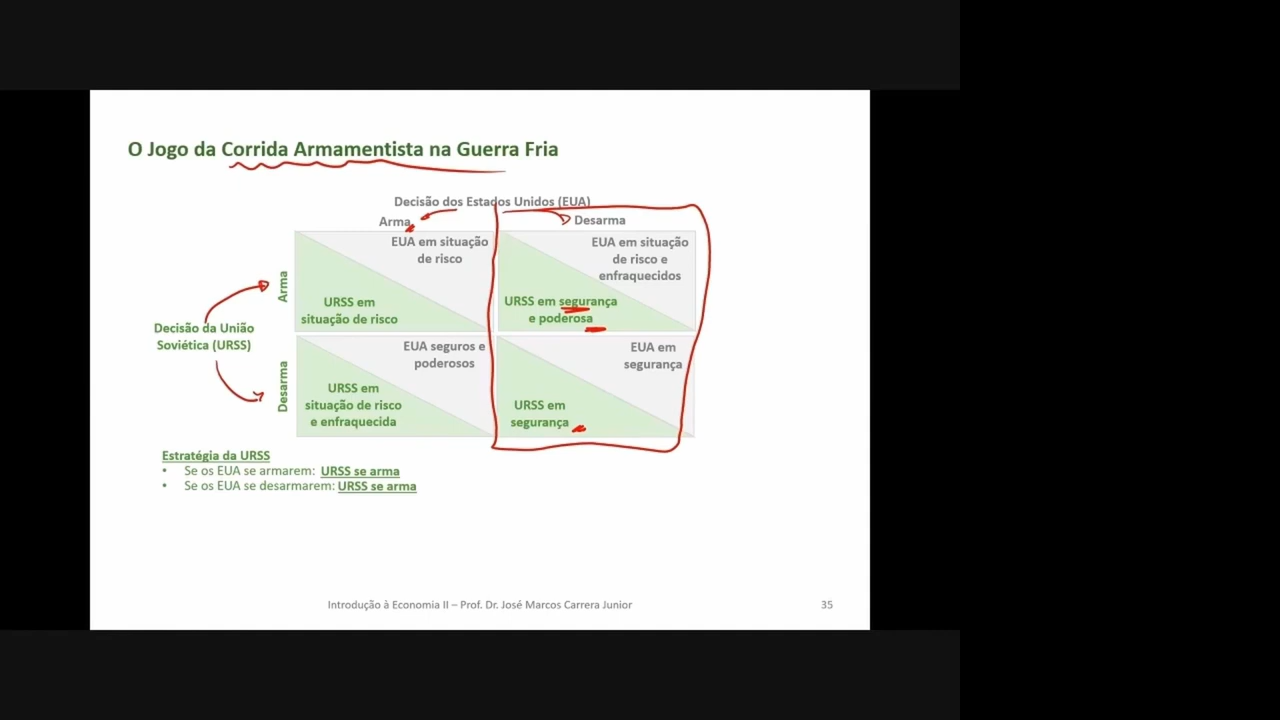 O Jogo da Corrida Armamentista na Guerra Fria
Decisão dos Estados Unidos (EUA)
Arma
Desarma
EUA em situação
de risco
URSS em
situação de risco
EUA em situação
de risco e
enfraquecidos
URSS em segurança
e poderosa
Arma
Decisão da União
Soviética (URSS)
Desarma
EUA seguros e
poderosos
URSS em
situação de risco
e enfraquecida
EUA em
segurança
URSS em
segurança
Estratégia da URSS
• Se os EUA se armarem: URSS se arma
• Se os EUA se desarmarem: URSS se arma
Introdução à Economia II – Prof. Dr. José Marcos Carrera Junior
35